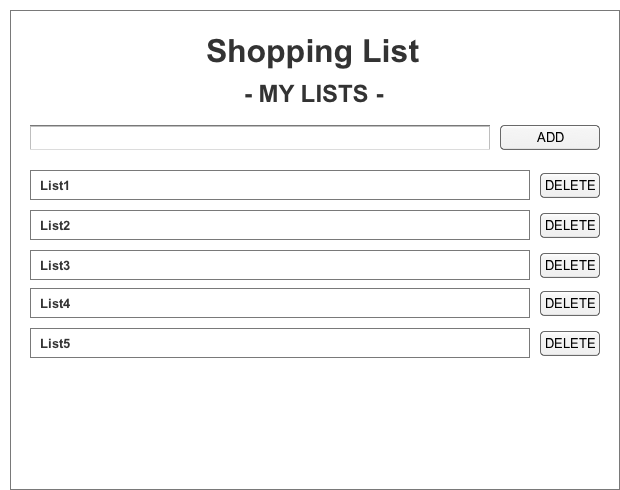 Shopping List
- MY LISTS -
ADD
List1 DELETE
List2 DELETE
List3 DELETE
List4 DELETE
List5 DELETE